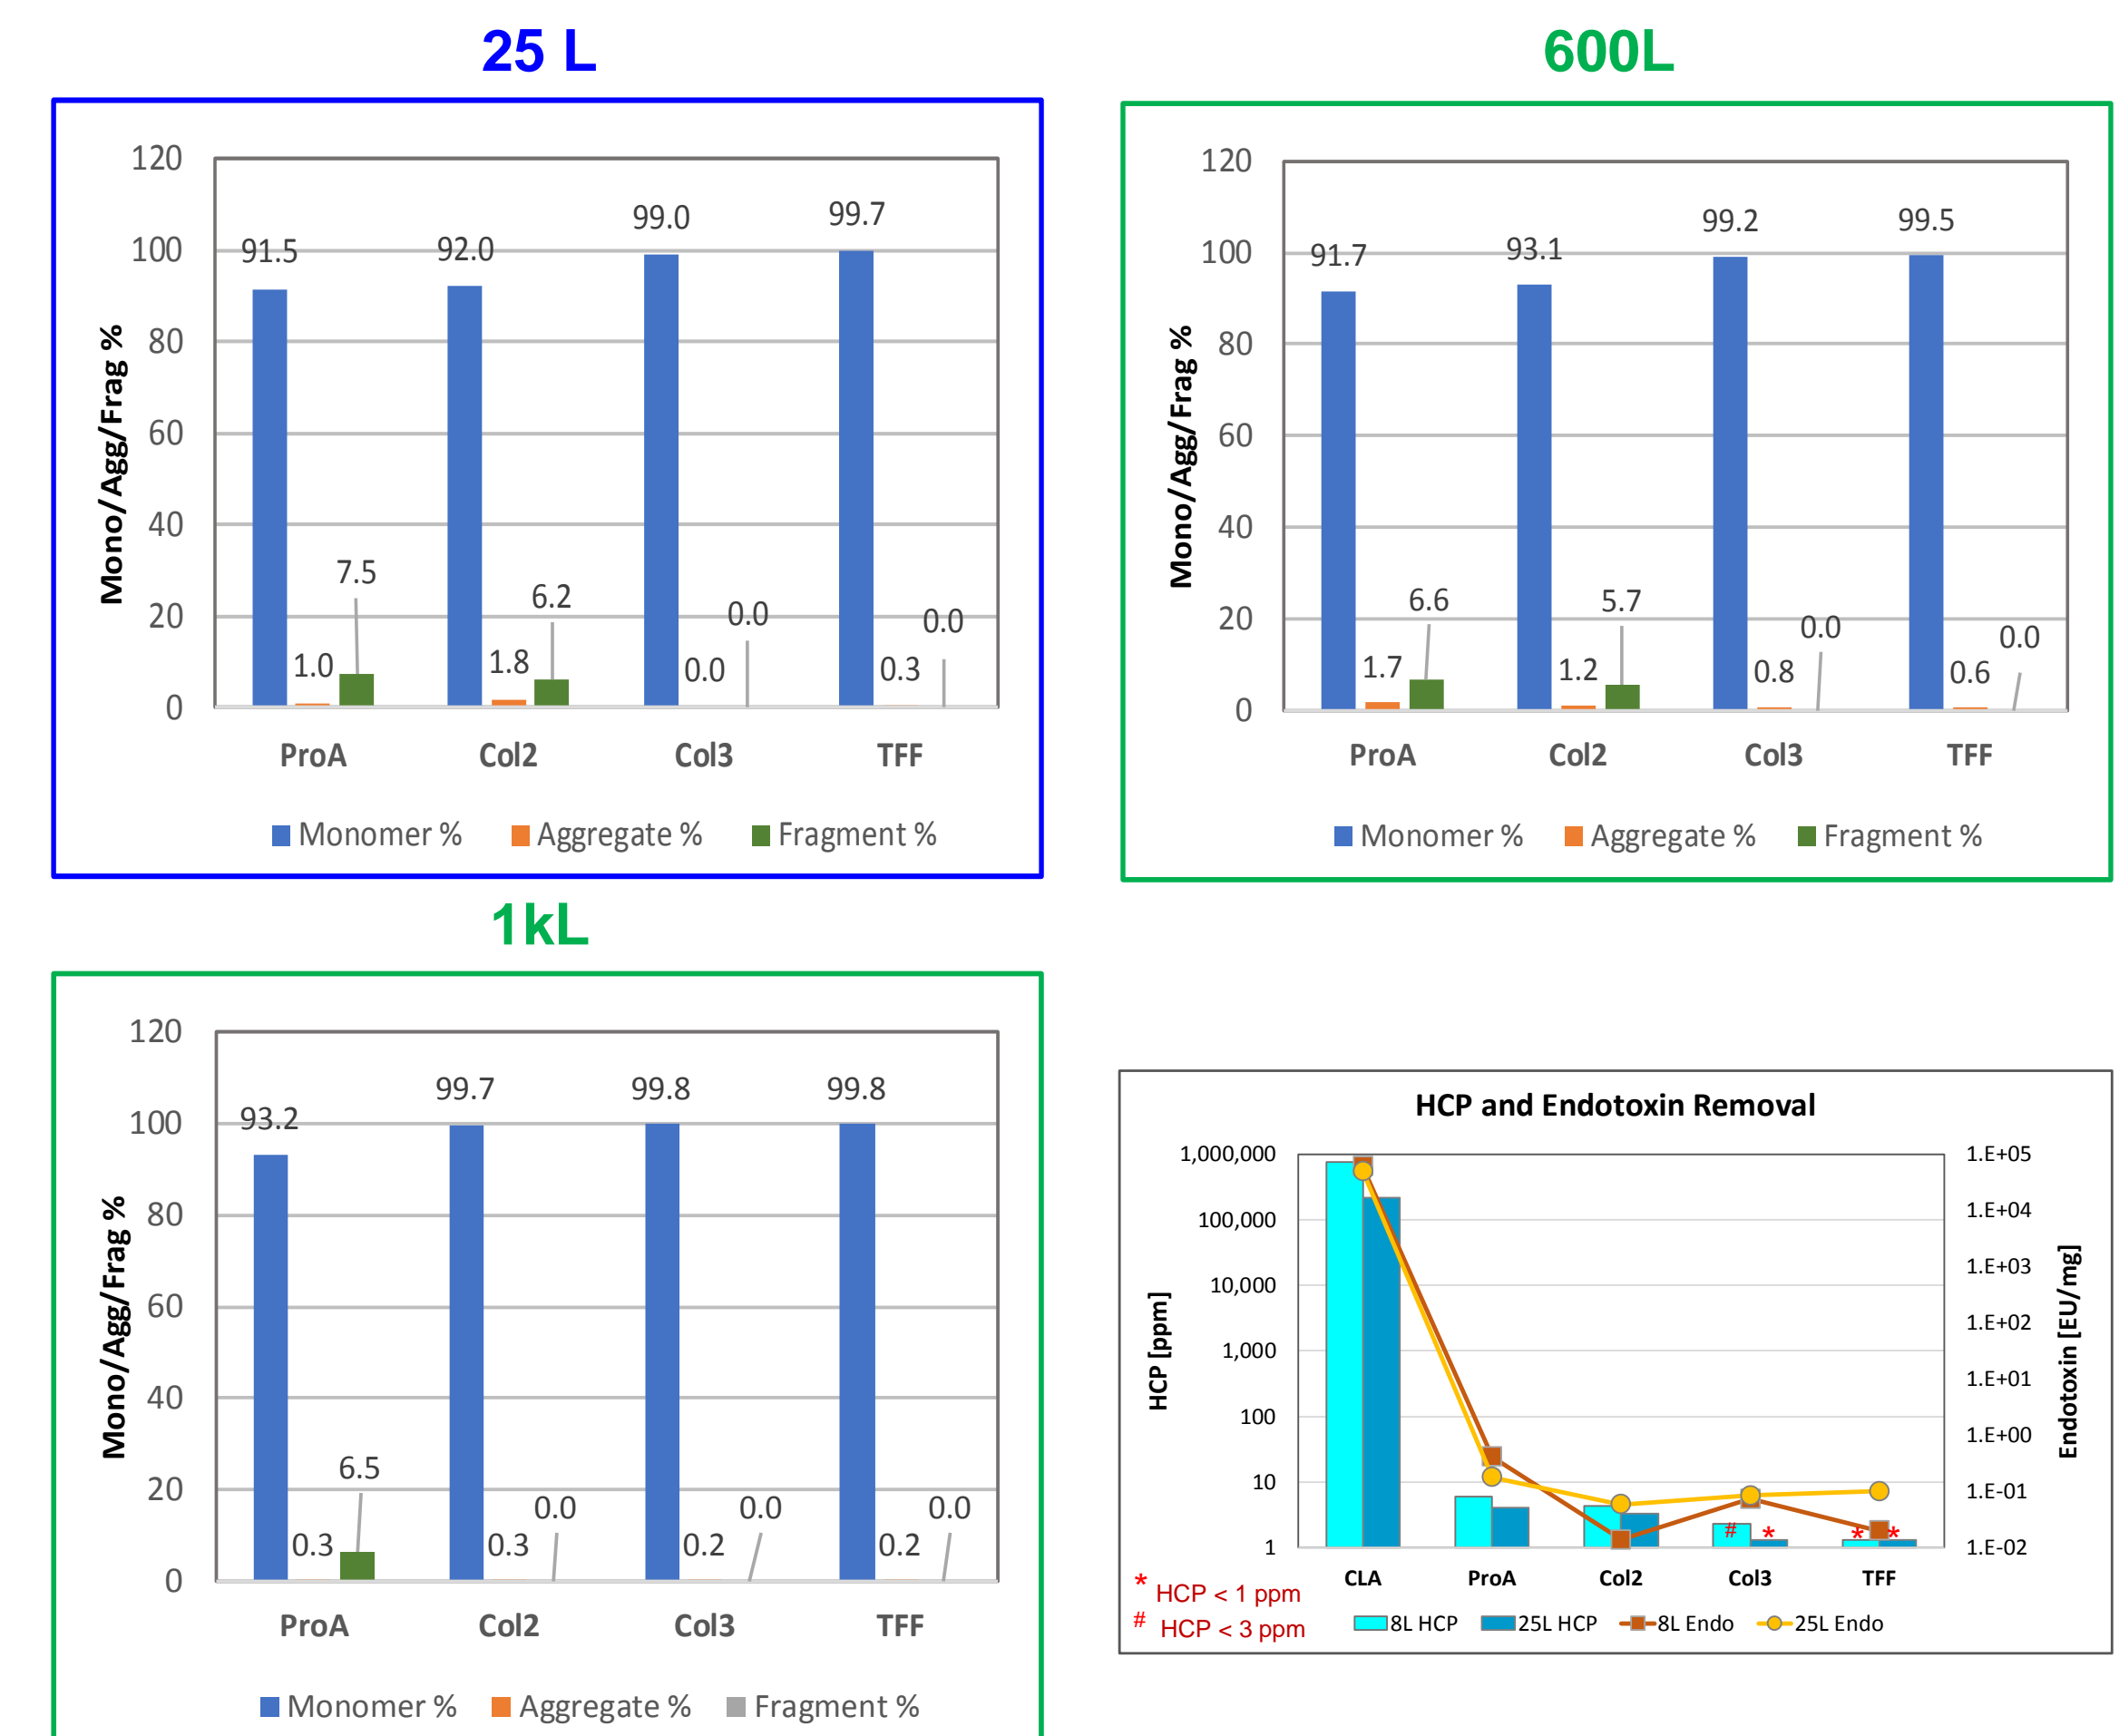 25 L
120
100
80
60
40
20
0
Mono/Agg/Frag %
91.5
92.0
99.0
99.7
7.5
6.2
0.0
0.0
1.0
1.8
0.0
0.3
ProA Col2 Col3 TFF
Monomer % Aggregate % Fragment %
600L
120
100
80
60
40
20
0
Mono/Agg/Frag %
91.7
93.1
99.2
99.5
6.6
5.7
0.0
0.0
1.7
1.2
0.8
0.6
ProA Col2 Col3 TFF
Monomer % Aggregate % Fragment %
1kL
120
100
80
60
40
20
0
Mono/Agg/Frag %
93.2
99.7
99.8
99.8
6.5
0.0
0.0
0.0
0.3
0.3
0.2
0.2
ProA Col2 Col3 TFF
Monomer % Aggregate % Fragment %
HCP and Endotoxin Removal
1,000,000
100,000
10,000
1,000
100
10
1
HCP [ppm]
1.E+05
1.E+04
1.E+03
1.E+02
1.E+01
1.E+00
1.E-01
1.E-02
Endotoxin [EU/mg]
# * * *
CLA ProA Col2 Col3 TFF
* HCP < 1 ppm
# HCP < 3 ppm
8L HCP 25L HCP 8L Endo 25L Endo